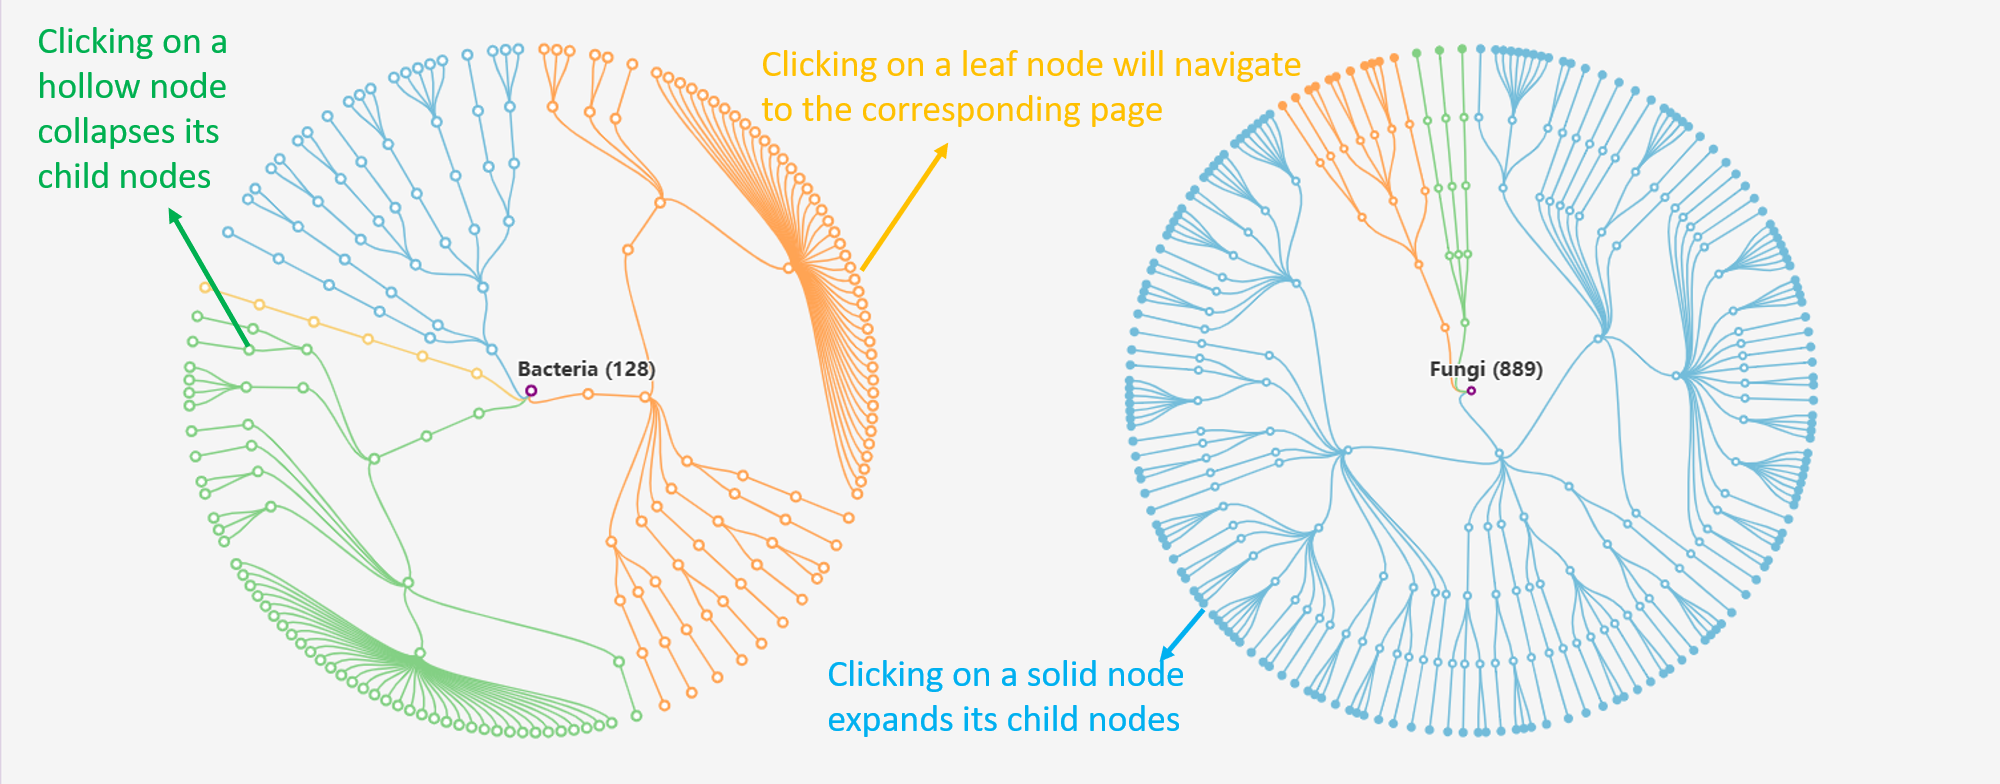 Clicking on a
hollow node
collapses its
child nodes
Clicking on a leaf node will navigate
to the corresponding page
Bacteria (128)
Fungi (889)
Clicking on a solid node
expands its child nodes